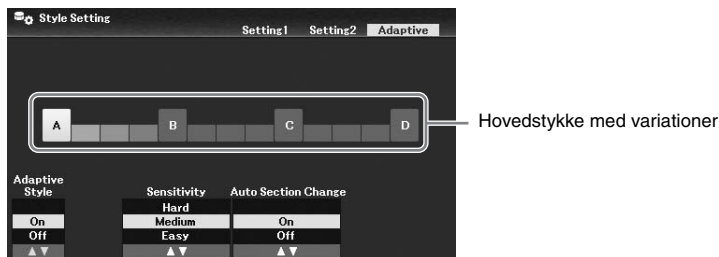 Style Setting
Setting1 Setting2 Adaptive
A B C D
Hovedstykke med variationer
Adaptive Style Sensitivity Auto Section Change
Hard
On Medium On
Off Easy Off